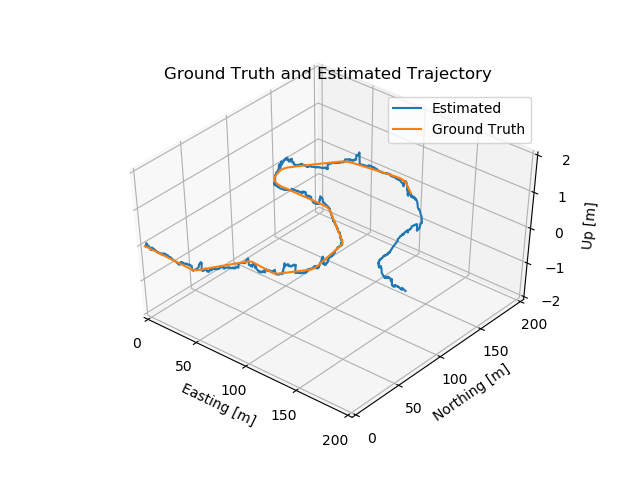 Ground Truth and Estimated Trajectory
Estimated
Ground Truth
2
1
0
−1
−2
Up [m]
0
50
100
150
200
Easting [m]
0
50
100
150
200
Northing [m]